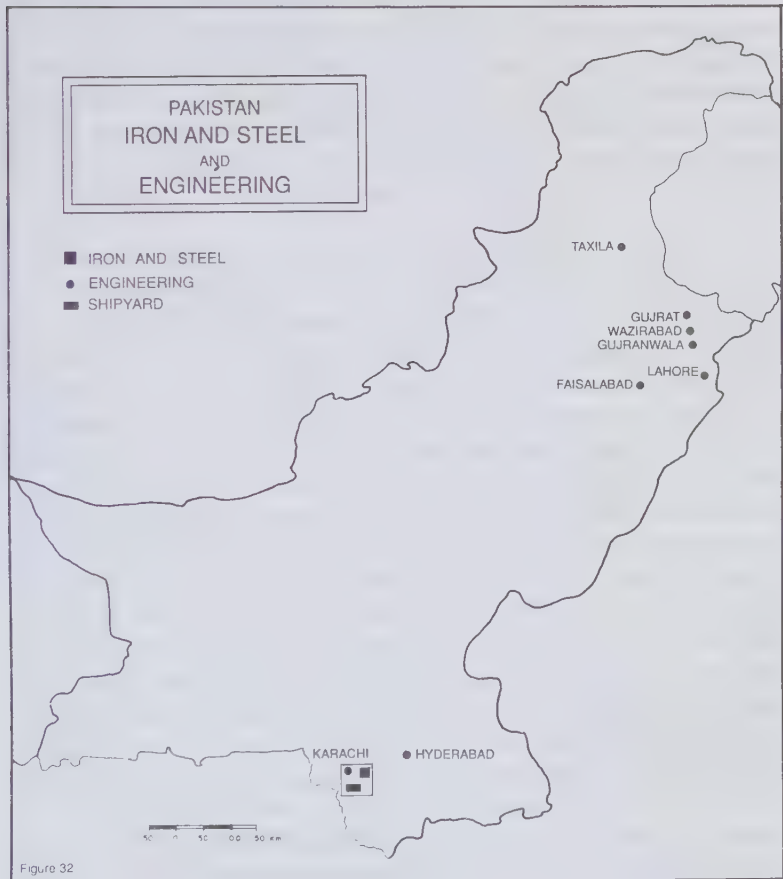 PAKISTAN
IRON AND STEEL
AND
ENGINEERING
IRON AND STEEL
ENGINEERING
SHIPYARD
TAXILA
GUJRAT
WAZIRABAD
GUJRANWALA
LAHORE
FAISALABAD
KARACHI
HYDERABAD
Figure 32